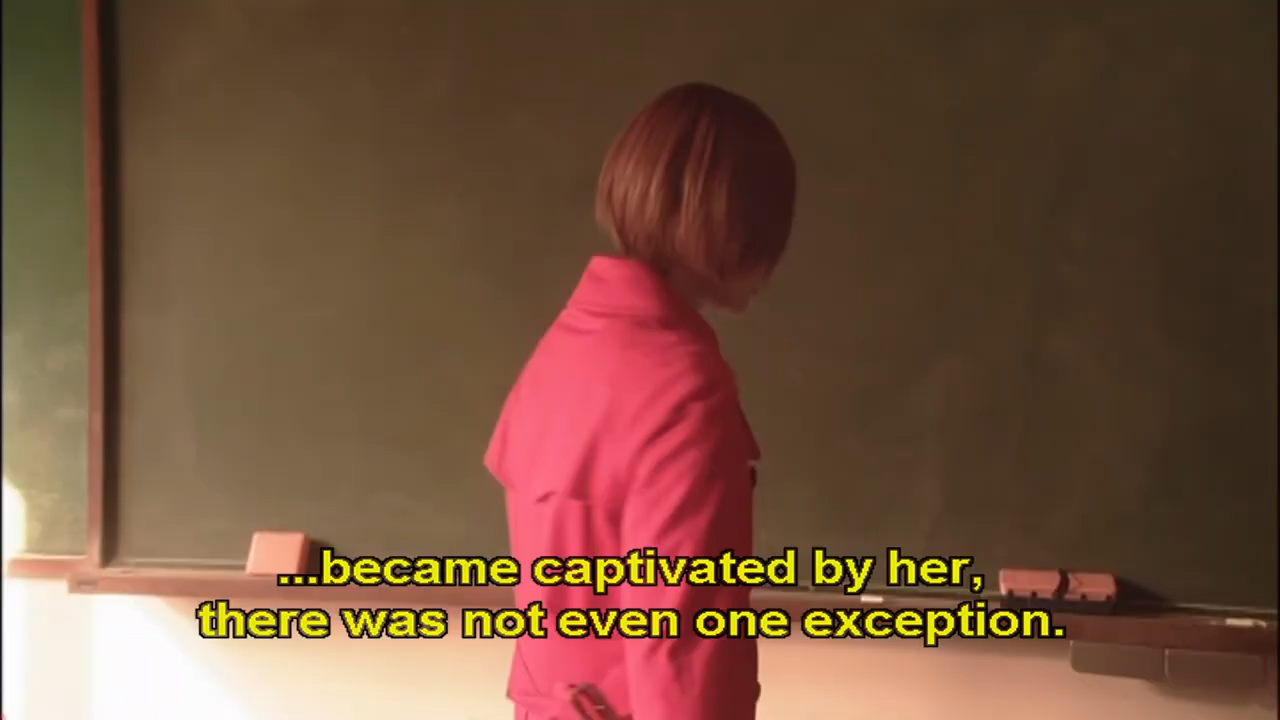 ...became captivated by her,
there was not even one exception.